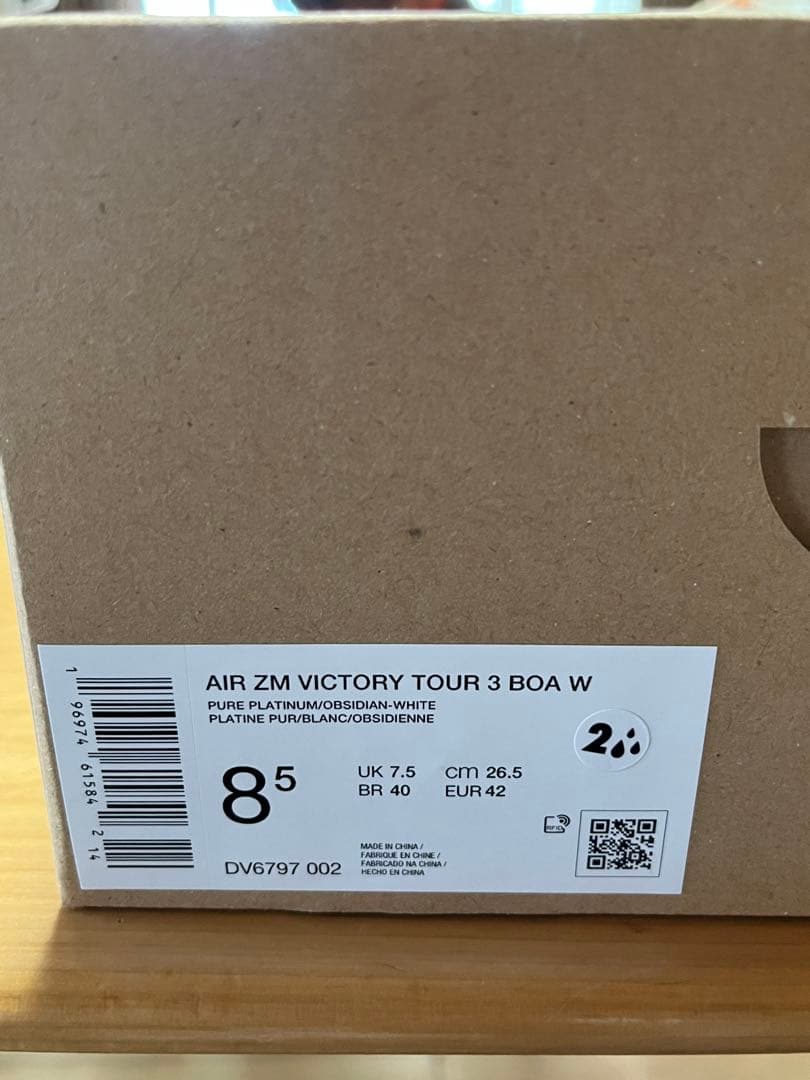 AIR ZM VICTORY TOUR 3 BOA W
PURE PLATINUM/OBSIDIAN-WHITE
PLATINE PUR/BLANC/OBSIDIENNE
2
8⁵
UK 7.5 cm 26.5
BR 40 EUR 42
RFID
DV6797 002
MADE IN CHINA /
FABRIQUE EN CHINE /
FABRICADO NA CHINA /
HECHO EN CHINA
1 96974 61584 2 14